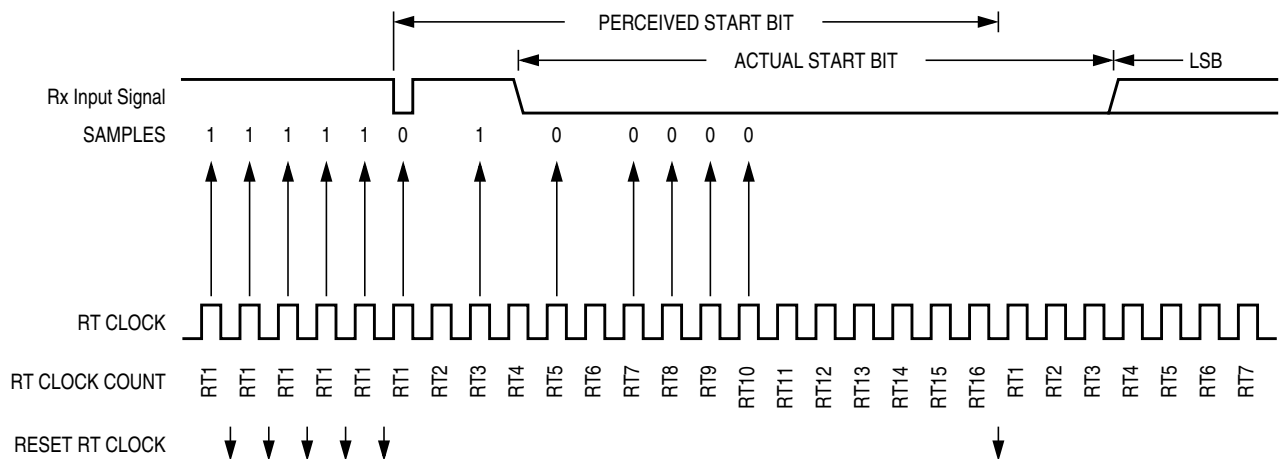 PERCEIVED START BIT
ACTUAL START BIT LSB
Rx Input Signal
SAMPLES 1 1 1 1 1 0 1 0 0 0 0 0
RT CLOCK
RT CLOCK COUNT RT1 RT1 RT1 RT1 RT1 RT1 RT2 RT3 RT4 RT5 RT6 RT7 RT8 RT9 RT10 RT11 RT12 RT13 RT14 RT15 RT16 RT1 RT2 RT3 RT4 RT5 RT6 RT7
RESET RT CLOCK